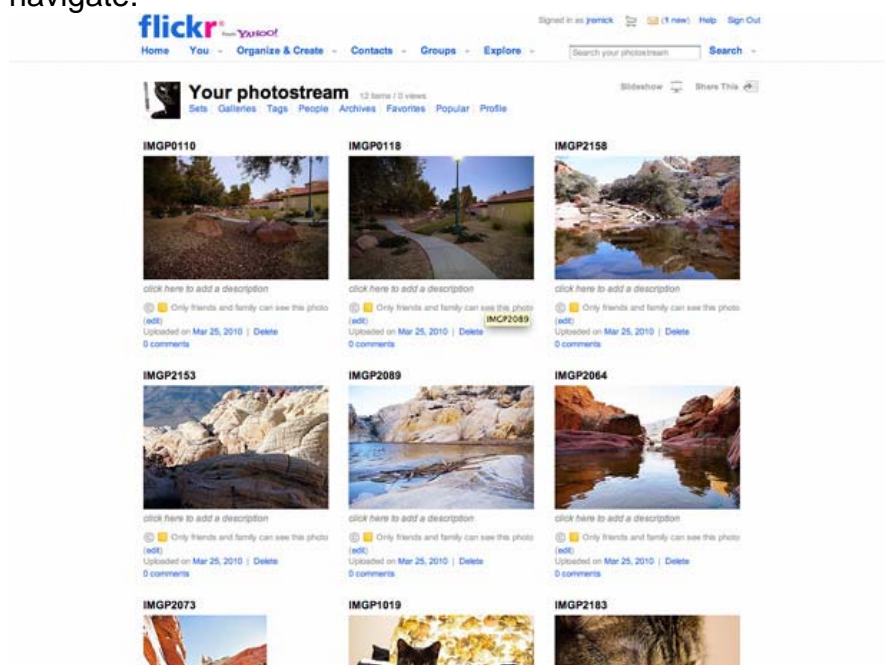 navigate.
flickr from YAHOO!
Signed in as jremick (1 new) Help Sign Out
Home You Organize & Create Contacts Groups Explore Search your photostream Search
Your photostream 12 items / 0 views
Slideshow Share This
Sets Galleries Tags People Archives Favorites Popular Profile
IMGP0110 IMGP0118 IMGP2158
click here to add a description click here to add a description click here to add a description
© Only friends and family can see this photo © Only friends and family can see this photo © Only friends and family can see this photo
(edit) (edit) (edit)
IMGP2089
Uploaded on Mar 25, 2010 | Delete Uploaded on Mar 25, 2010 | Delete Uploaded on Mar 25, 2010 | Delete
0 comments 0 comments 0 comments
IMGP2153 IMGP2089 IMGP2064
click here to add a description click here to add a description click here to add a description
© Only friends and family can see this photo © Only friends and family can see this photo © Only friends and family can see this photo
(edit) (edit) (edit)
Uploaded on Mar 25, 2010 | Delete Uploaded on Mar 25, 2010 | Delete Uploaded on Mar 25, 2010 | Delete
0 comments 0 comments 0 comments
IMGP2073 IMGP1019 IMGP2183